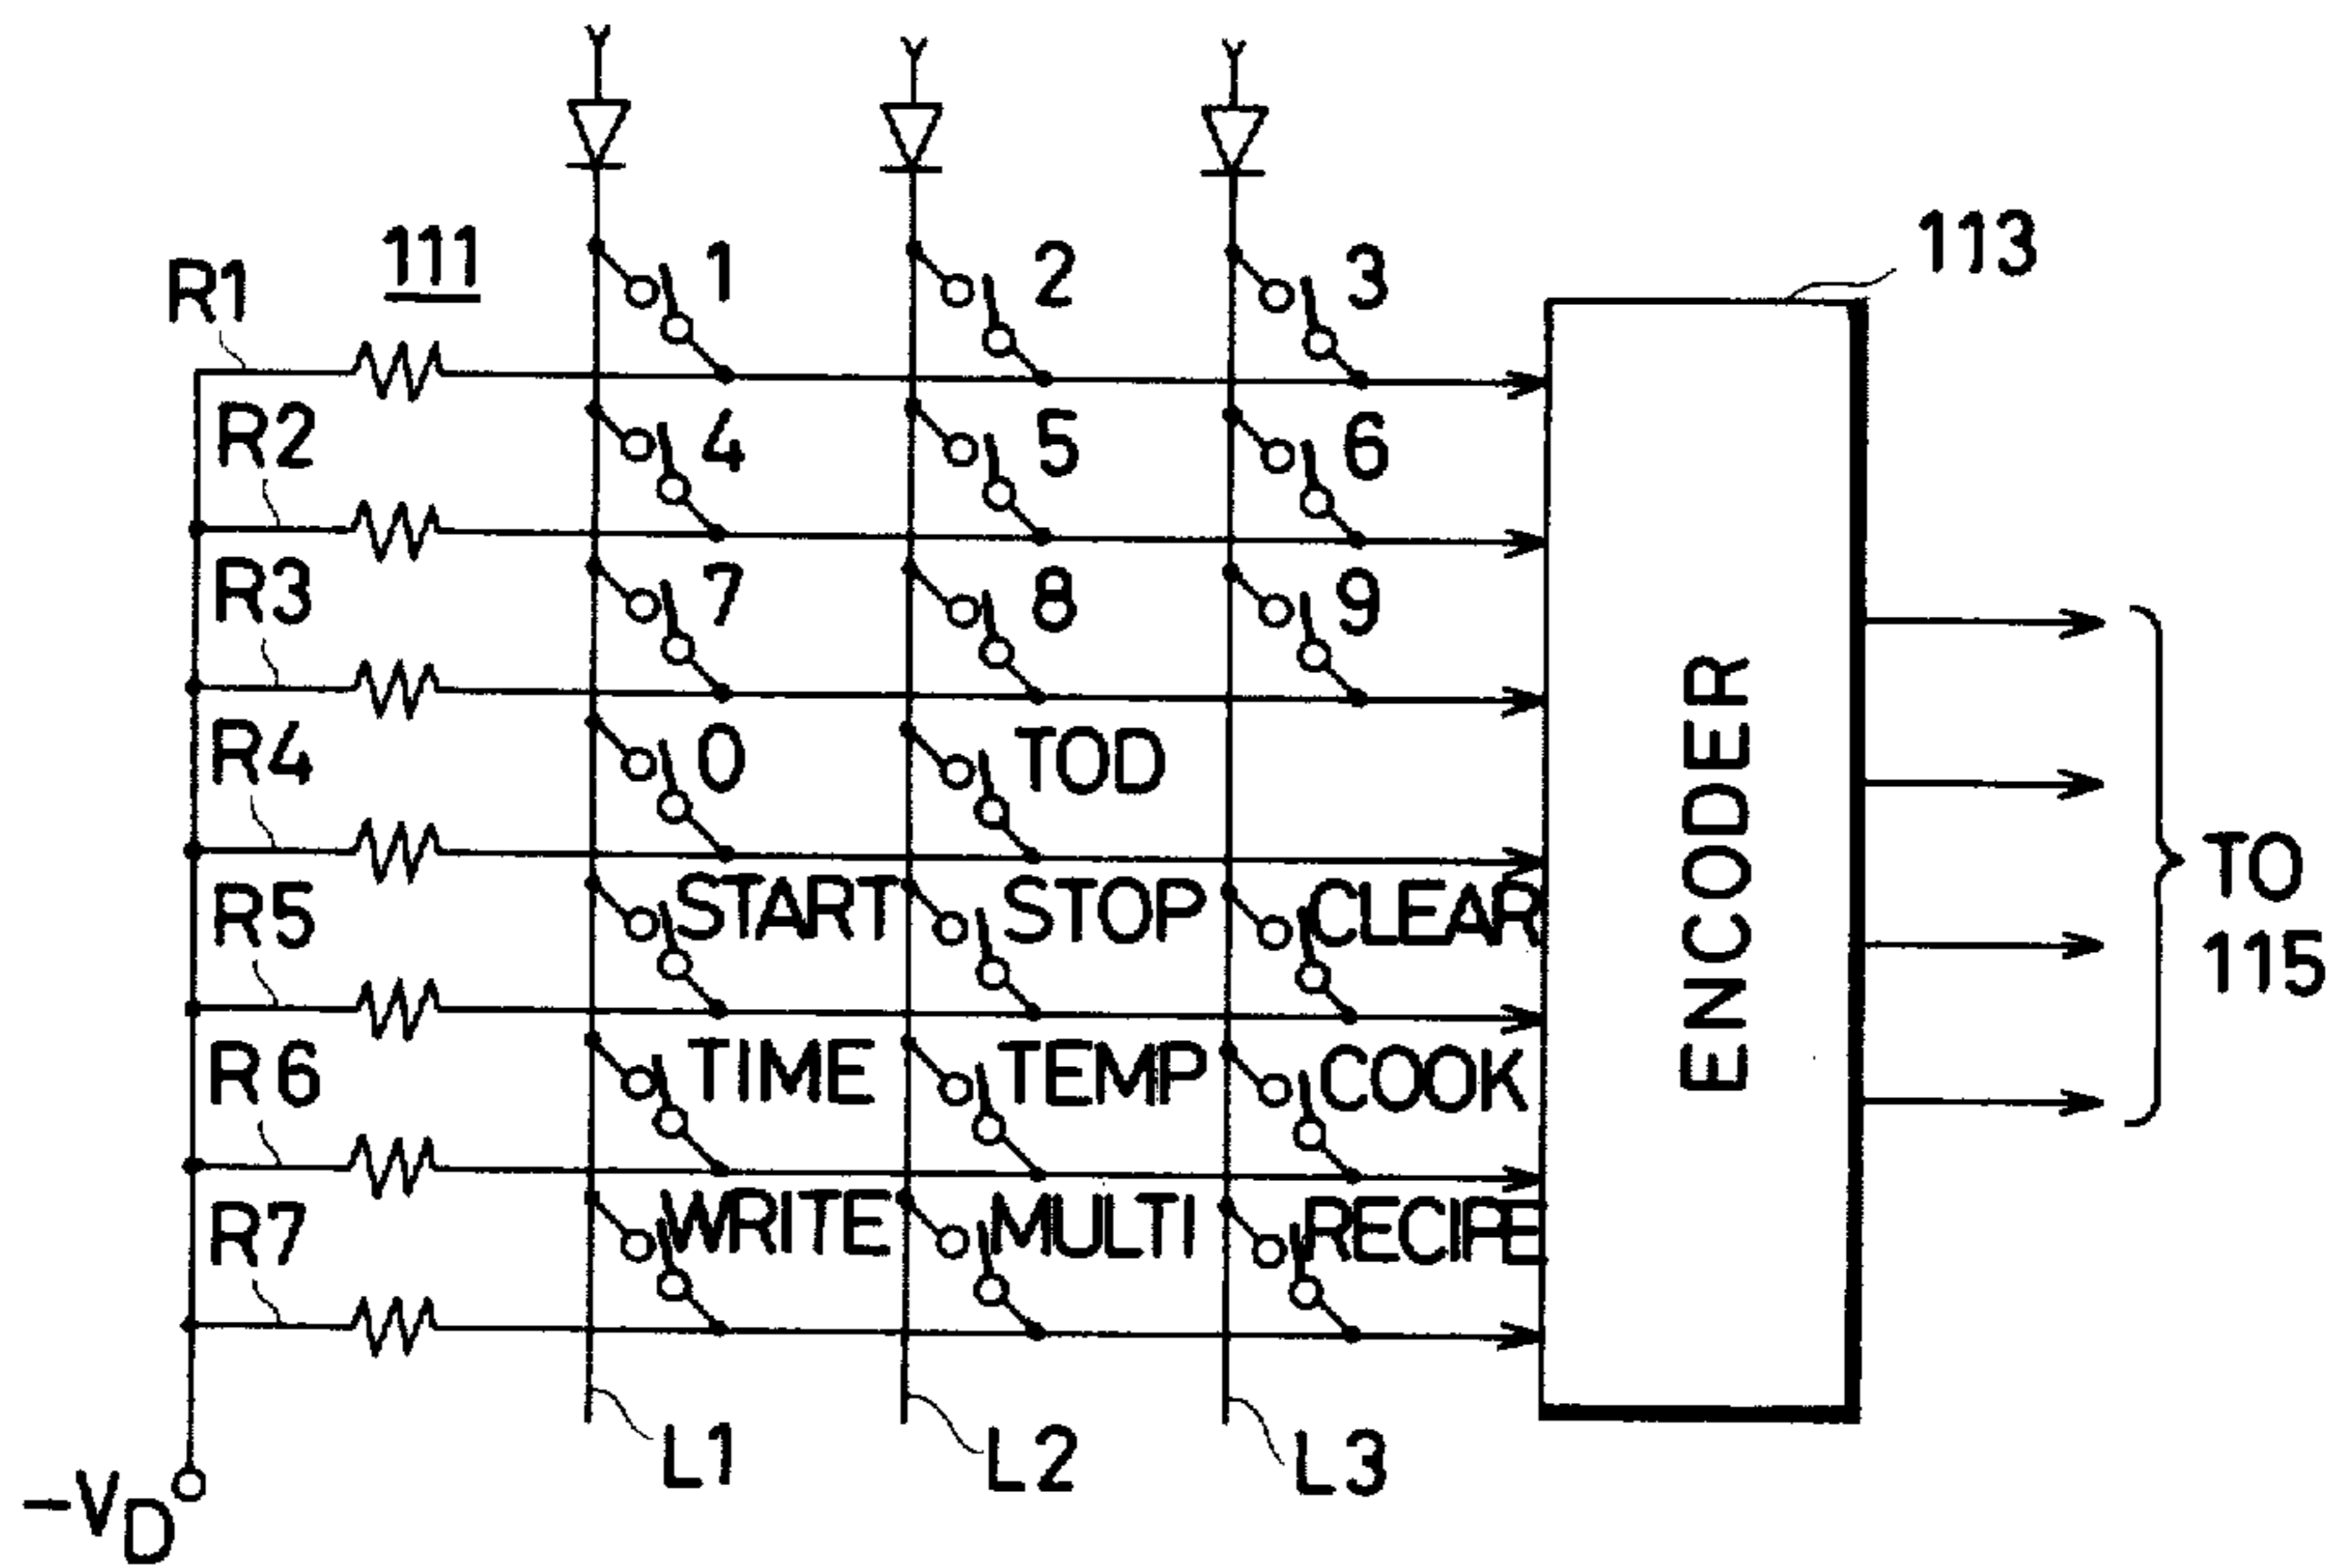 113
111
R1
1 2 3
R2
4 5 6
R3
7 8 9
R4
0 TOD
R5
START STOP CLEAR
R6
TIME TEMP COOK
R7
WRITE MULTI RECIPE
ENCODER
TO
115
L1 L2 L3
-VD